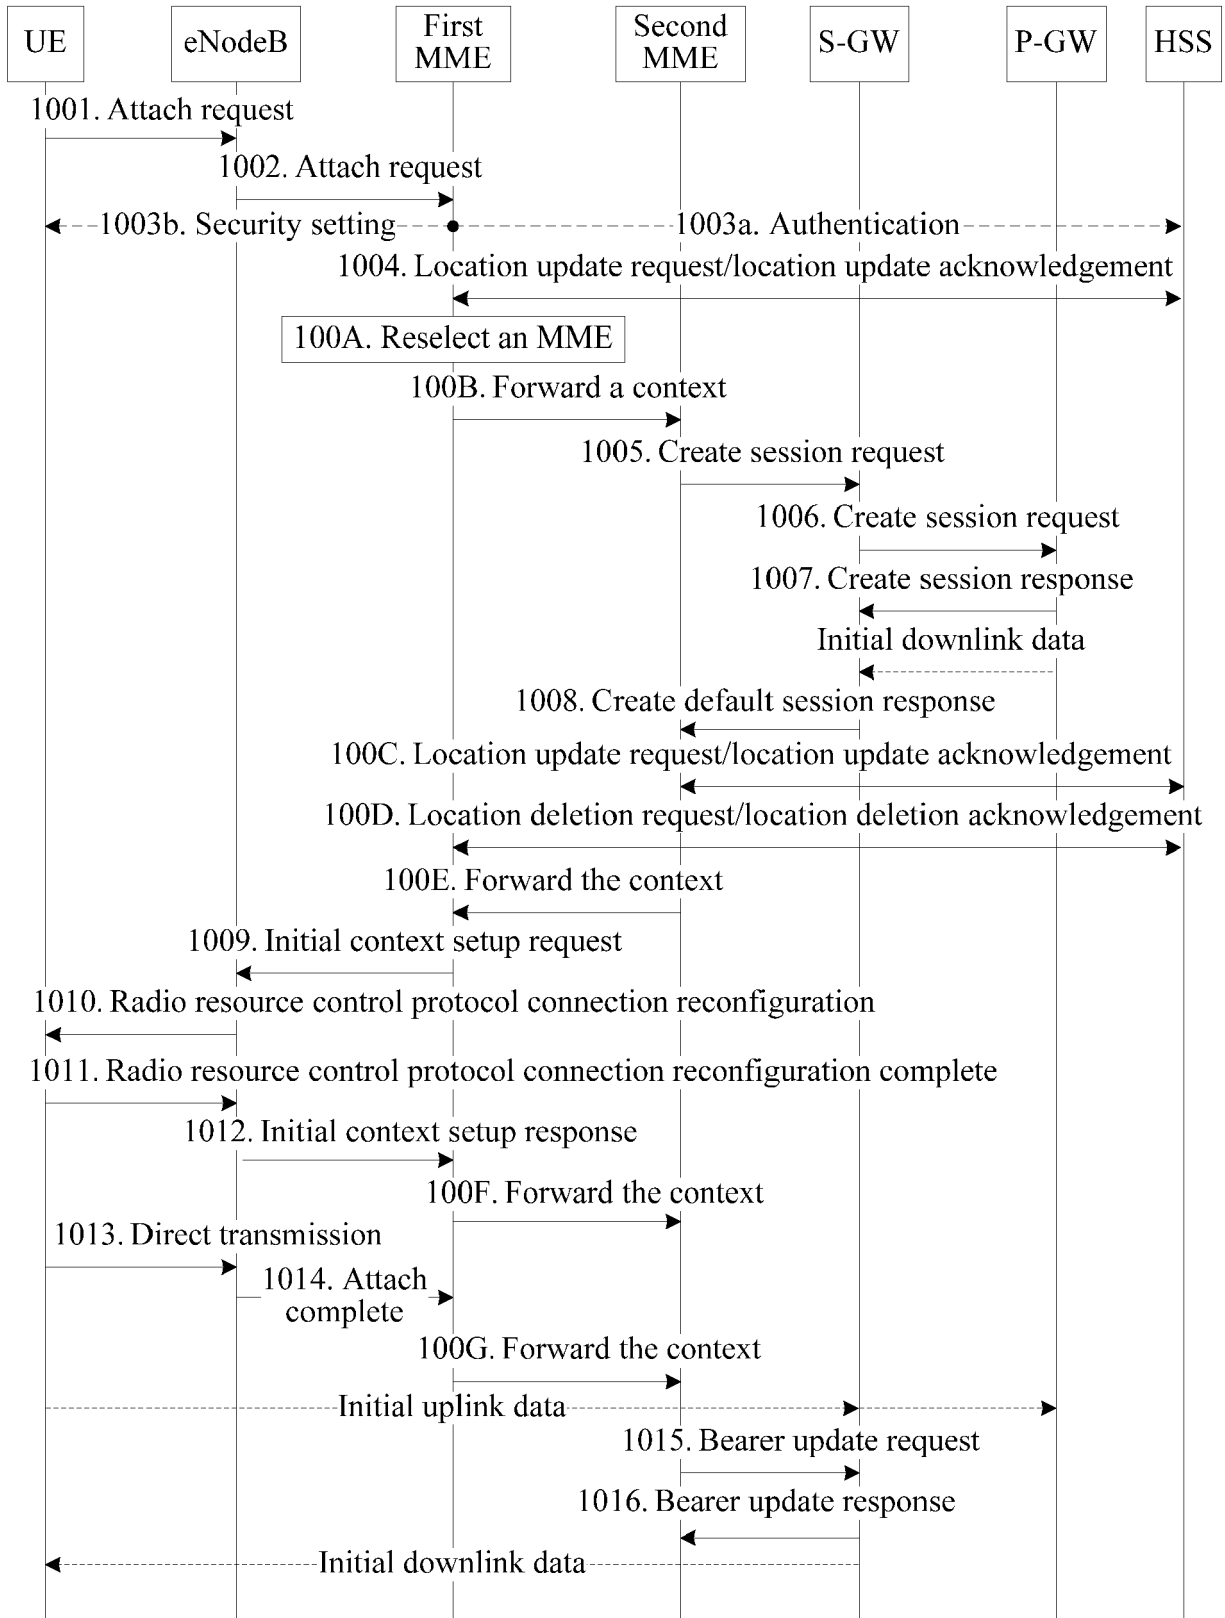 UE
eNodeB
First
MME
Second
MME
S-GW
P-GW
HSS
1001. Attach request
1002. Attach request
1003b. Security setting
1003a. Authentication
1004. Location update request/location update acknowledgement
100A. Reselect an MME
100B. Forward a context
1005. Create session request
1006. Create session request
1007. Create session response
Initial downlink data
1008. Create default session response
100C. Location update request/location update acknowledgement
100D. Location deletion request/location deletion acknowledgement
100E. Forward the context
1009. Initial context setup request
1010. Radio resource control protocol connection reconfiguration
1011. Radio resource control protocol connection reconfiguration complete
1012. Initial context setup response
100F. Forward the context
1013. Direct transmission
1014. Attach
complete
100G. Forward the context
Initial uplink data
1015. Bearer update request
1016. Bearer update response
Initial downlink data